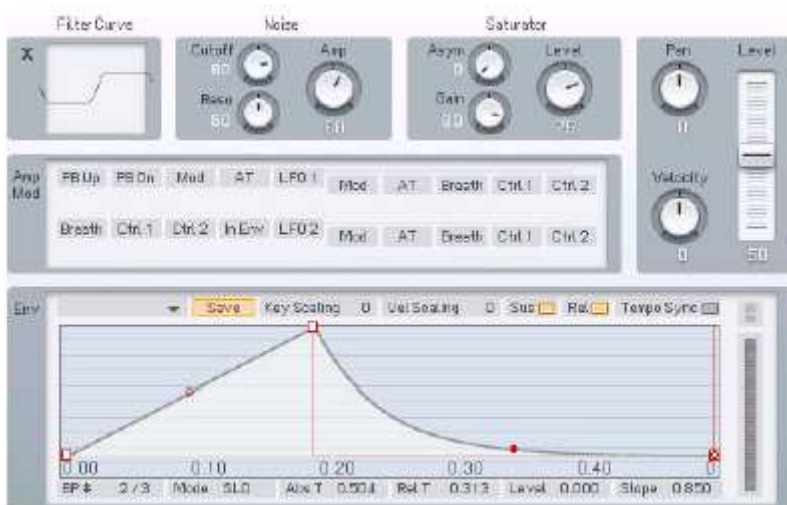 Filter Curve Noise Saturator
X Cutoff Amp Asym Level Pan Level
80 0
Reso Gain
50 50 0.0 0
Amp Mod PB Up PB Dn Mod AT LFO 1 Mod AT Breath Ctrl. 1 Ctrl. 2 Velocity
Breath Ctrl. 1 Ctrl. 2 In Env LFO 2 Mod AT Breath Ctrl. 1 Ctrl. 2
0 50
Env Save Key Scaling 0 Vel Scaling 0 Sus Rel Tempo Sync
0.00 0.10 0.20 0.30 0.40 0.
BP # 2 / 3 Mode SLO Abs T 0.504 Rel T 0.313 Level 0.000 Slope 0.850